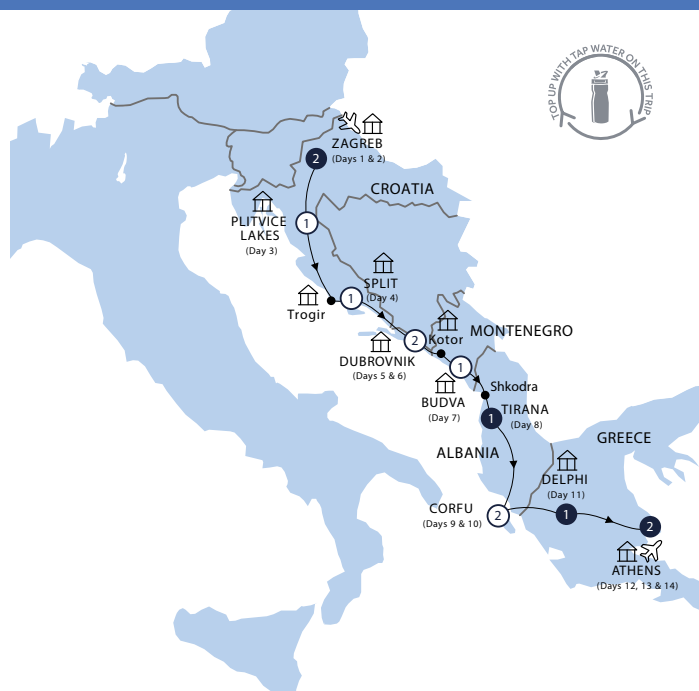 TOP UP WITH TAP WATER ON THIS TRIP
ZAGREB
2
(Days 1 & 2)
CROATIA
PLITVICE
LAKES
1
(Day 3)
SPLIT
1
(Day 4)
Trogir
2
Kotor
MONTENEGRO
DUBROVNIK
(Days 5 & 6)
1
Shkodra
BUDVA
(Day 7)
1
TIRANA
(Day 8)
GREECE
ALBANIA
DELPHI
(Day 11)
CORFU
(Days 9 & 10)
2
1
2
ATHENS
(Days 12, 13 & 14)